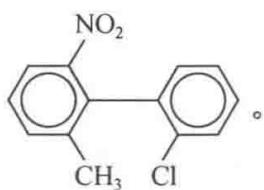 NO₂
CH₃ Cl
。